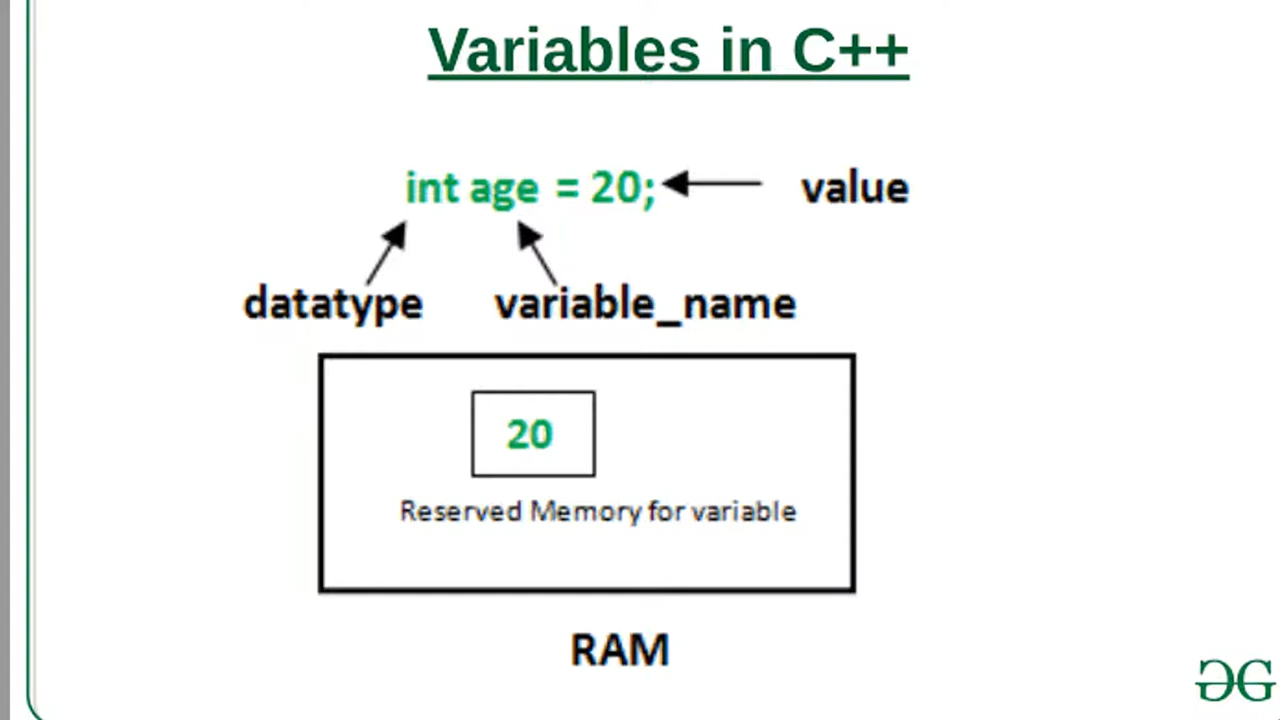 Variables in C++
int age = 20; value
datatype variable_name
20
Reserved Memory for variable
RAM